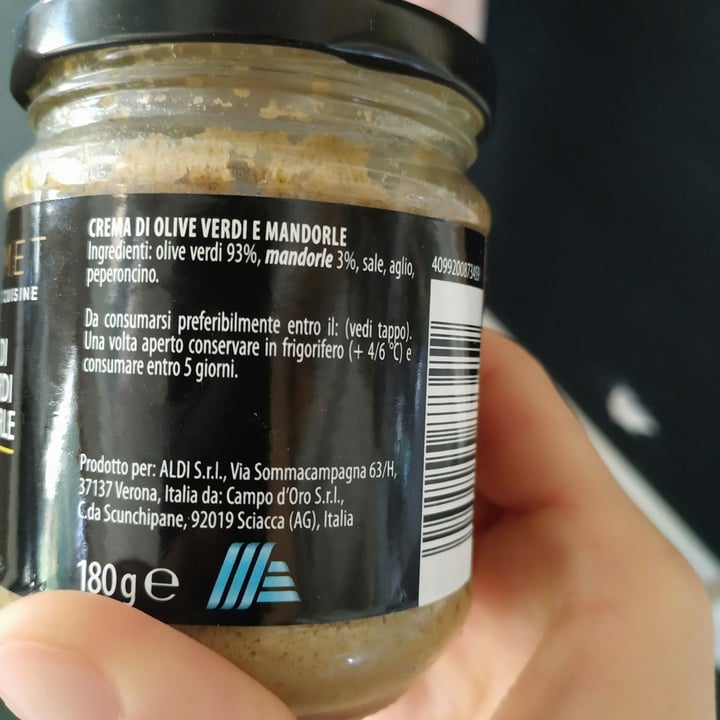 CREMA DI OLIVE VERDI E MANDORLE
Ingredienti: olive verdi 93%, mandorle 3%, sale, aglio,
peperoncino.
Da consumarsi preferibilmente entro il: (vedi tappo).
Una volta aperto conservare in frigorifero (+ 4/6 °C) e
consumare entro 5 giorni.
Prodotto per: ALDI S.r.l., Via Sommacampagna 63/H,
37137 Verona, Italia da: Campo d'Oro S.r.l.,
C.da Scunchipane, 92019 Sciacca (AG), Italia
180 g e
CUISINE